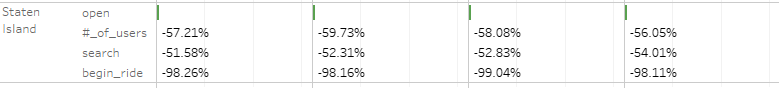 Staten Island open
#_of_users -57.21% -59.73% -58.08% -56.05%
search -51.58% -52.31% -52.83% -54.01%
begin_ride -98.26% -98.16% -99.04% -98.11%